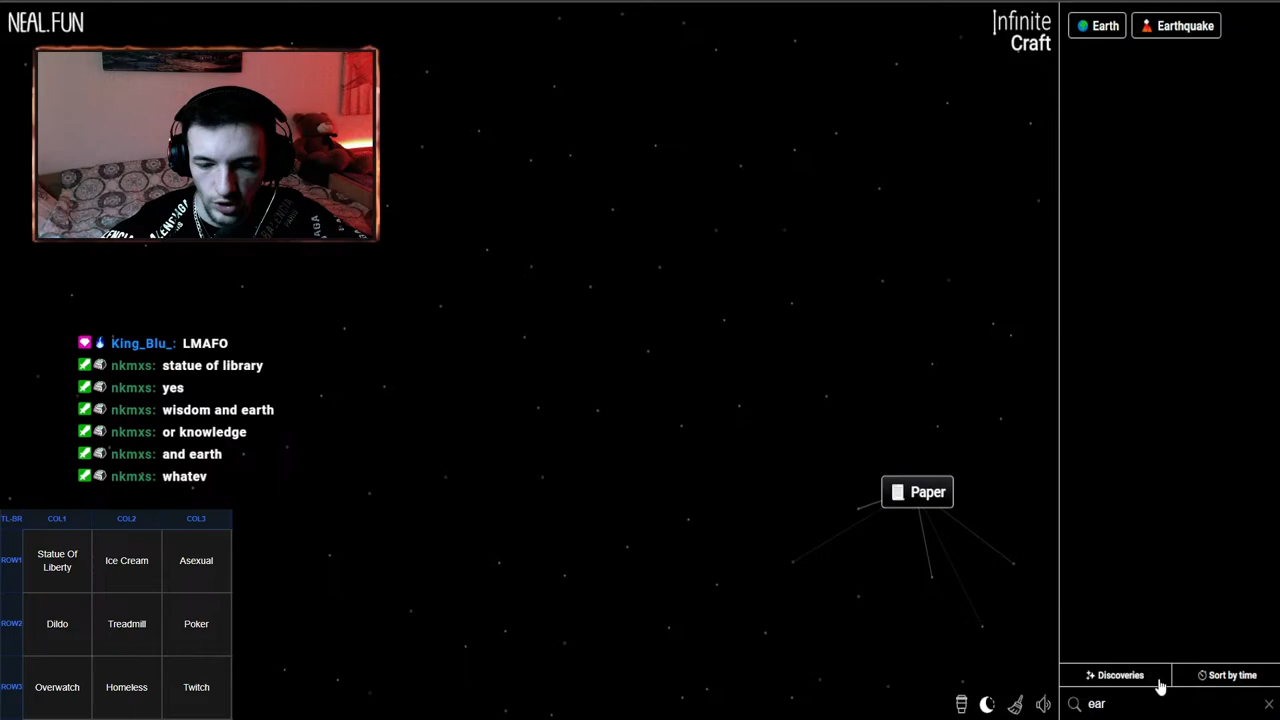 NEAL.FUN
Infinite
Craft
Earth
Earthquake
King_Blu_: LMAFO
nkmxs: statue of library
nkmxs: yes
nkmxs: wisdom and earth
nkmxs: or knowledge
nkmxs: and earth
nkmxs: whatev
Paper
TL-BR COL1 COL2 COL3
ROW1 Statue Of Liberty Ice Cream Asexual
ROW2 Dildo Treadmill Poker
ROW3 Overwatch Homeless Twitch
Discoveries
Sort by time
ear